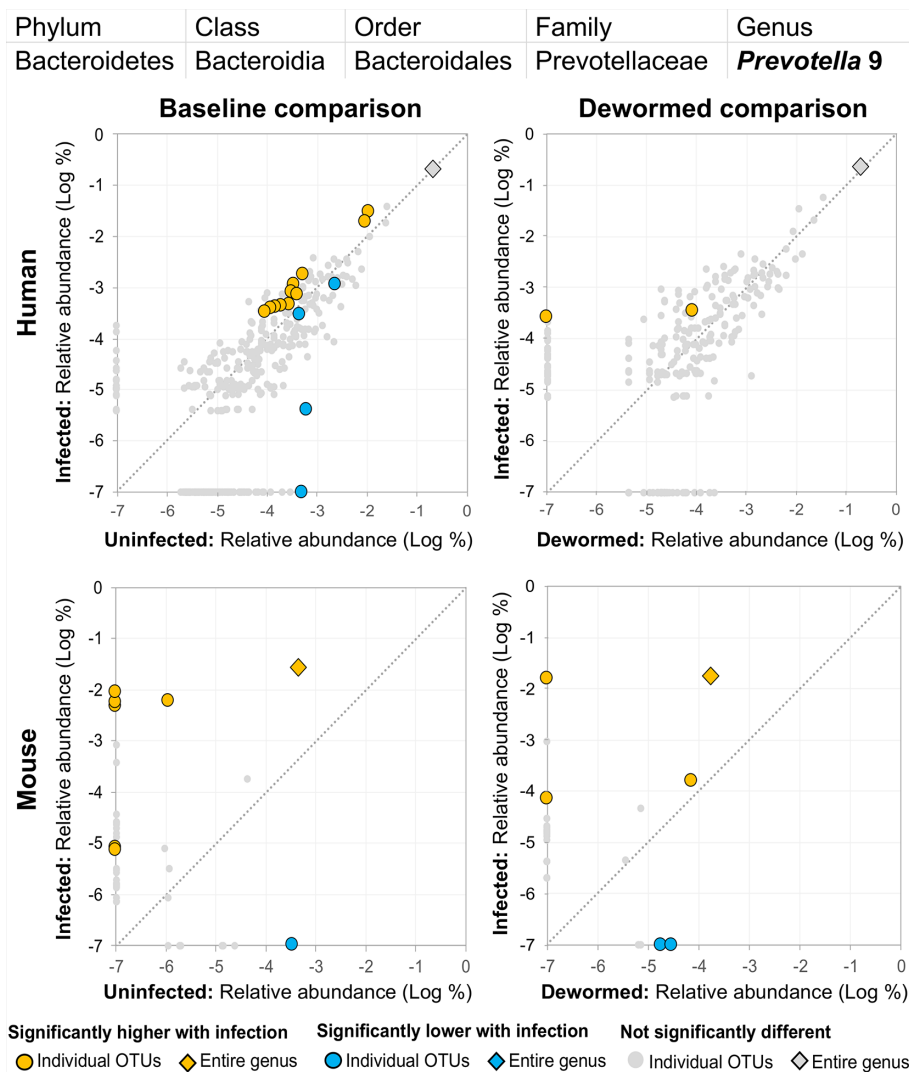 Phylum Class Order Family Genus
Bacteroidetes Bacteroidia Bacteroidales Prevotellaceae Prevotella 9
Baseline comparison
Human
Infected: Relative abundance (Log %)
0
-1
-2
-3
-4
-5
-6
-7
-7 -6 -5 -4 -3 -2 -1 0
Uninfected: Relative abundance (Log %)
Dewormed comparison
Infected: Relative abundance (Log %)
0
-1
-2
-3
-4
-5
-6
-7
-7 -6 -5 -4 -3 -2 -1 0
Dewormed: Relative abundance (Log %)
Mouse
Infected: Relative abundance (Log %)
0
-1
-2
-3
-4
-5
-6
-7
-7 -6 -5 -4 -3 -2 -1 0
Uninfected: Relative abundance (Log %)
Infected: Relative abundance (Log %)
0
-1
-2
-3
-4
-5
-6
-7
-7 -6 -5 -4 -3 -2 -1 0
Dewormed: Relative abundance (Log %)
Significantly higher with infection Significantly lower with infection Not significantly different
Individual OTUs Entire genus Individual OTUs Entire genus Individual OTUs Entire genus